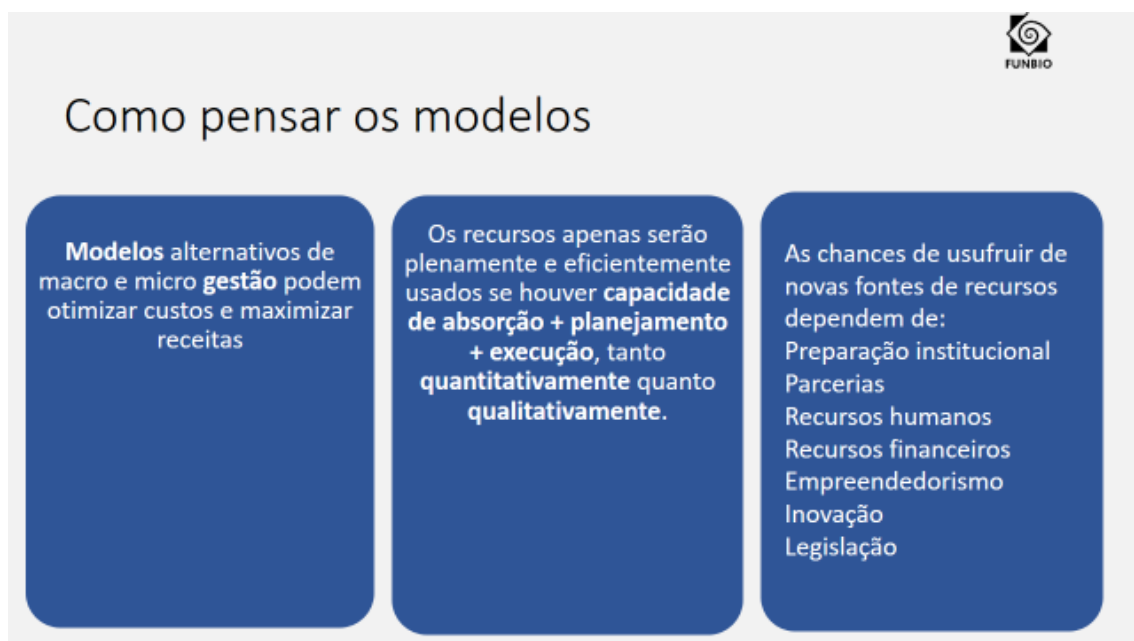 FUNBIO
Como pensar os modelos
Modelos alternativos de
macro e micro gestão podem
otimizar custos e maximizar
receitas
Os recursos apenas serão
plenamente e eficientemente
usados se houver capacidade
de absorção + planejamento
+ execução, tanto
quantitativamente quanto
qualitativamente.
As chances de usufruir de
novas fontes de recursos
dependem de:
Preparação institucional
Parcerias
Recursos humanos
Recursos financeiros
Empreendedorismo
Inovação
Legislação